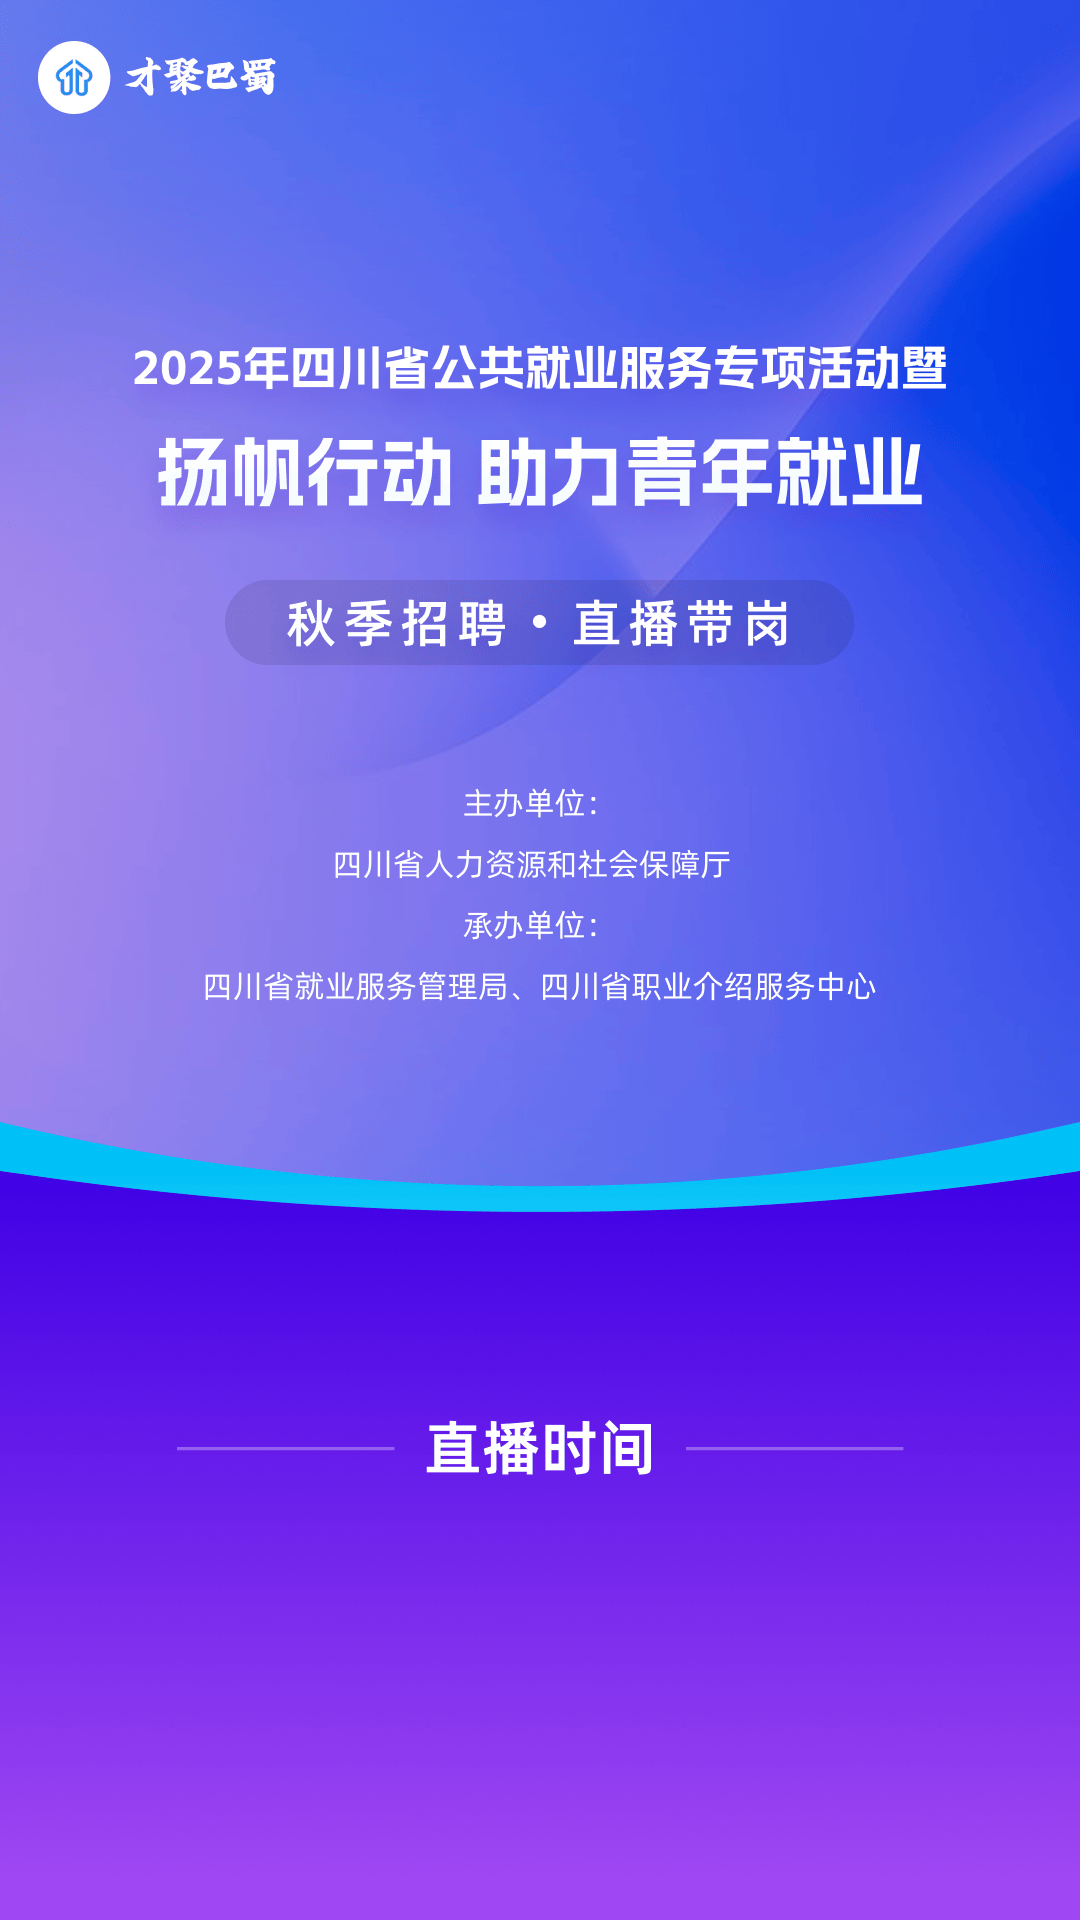 才聚巴蜀
2025年四川省公共就业服务专项活动暨
扬帆行动 助力青年就业
秋季招聘·直播带岗
主办单位：
四川省人力资源和社会保障厅
承办单位：
四川省就业服务管理局、四川省职业介绍服务中心
直播时间